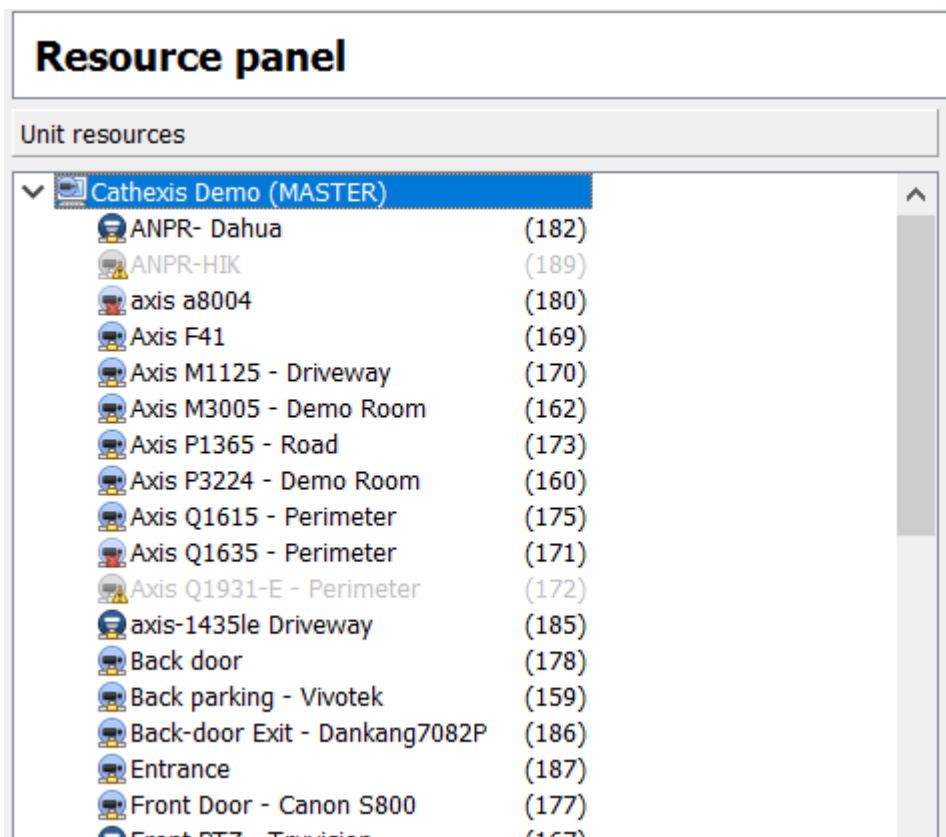 Resource panel
Unit resources
Cathexis Demo (MASTER)
ANPR- Dahua (182)
ANPR-HIK (189)
axis a8004 (180)
Axis F41 (169)
Axis M1125 - Driveway (170)
Axis M3005 - Demo Room (162)
Axis P1365 - Road (173)
Axis P3224 - Demo Room (160)
Axis Q1615 - Perimeter (175)
Axis Q1635 - Perimeter (171)
Axis Q1931-E - Perimeter (172)
axis-1435le Driveway (185)
Back door (178)
Back parking - Vivotek (159)
Back-door Exit - Dankang7082P (186)
Entrance (187)
Front Door - Canon S800 (177)
Front PTZ - (167)